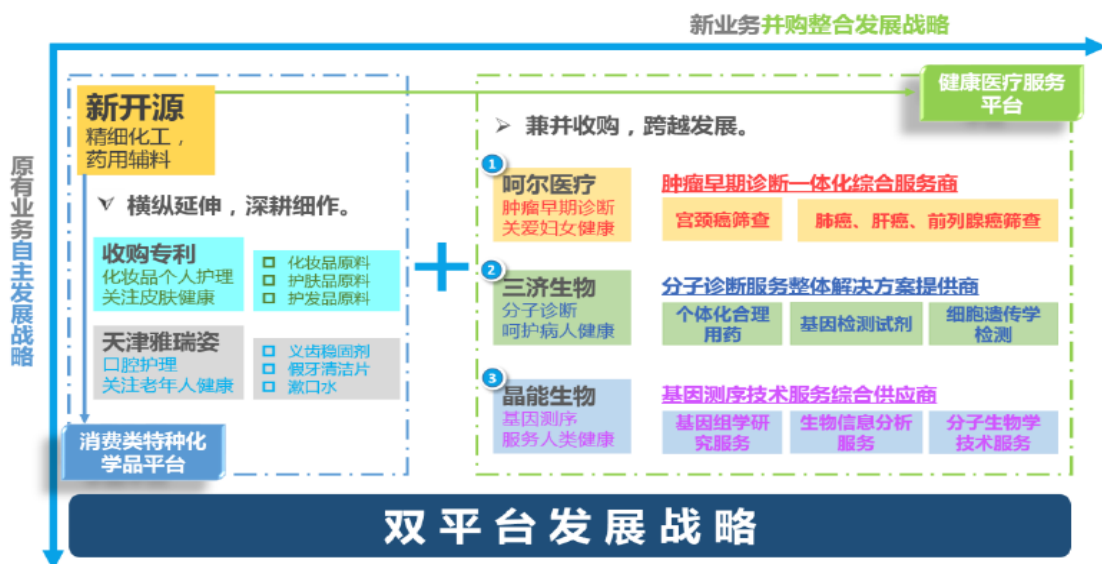 新业务并购整合发展战略
原有业务自主发展战略
新开源
精细化工，
药用辅料
健康医疗服务
平台
横纵延伸，深耕细作。
收购专利
化妆品个人护理
关注皮肤健康
化妆品原料
护肤品原料
护发品原料
天津雅瑞姿
口腔护理
关注老年人健康
义齿稳固剂
假牙清洁片
漱口水
消费类特种化
学品平台
兼并收购，跨越发展。
1
呵尔医疗
肿瘤早期诊断
关爱妇女健康
肿瘤早期诊断一体化综合服务商
宫颈癌筛查
肺癌、肝癌、前列腺癌筛查
2
三济生物
分子诊断
呵护病人健康
分子诊断服务整体解决方案提供商
个体化合理
用药
基因检测试剂
细胞遗传学
检测
3
晶能生物
基因测序
服务人类健康
基因测序技术服务综合供应商
基因组学研
究服务
生物信息分析
服务
分子生物学
技术服务
双平台发展战略